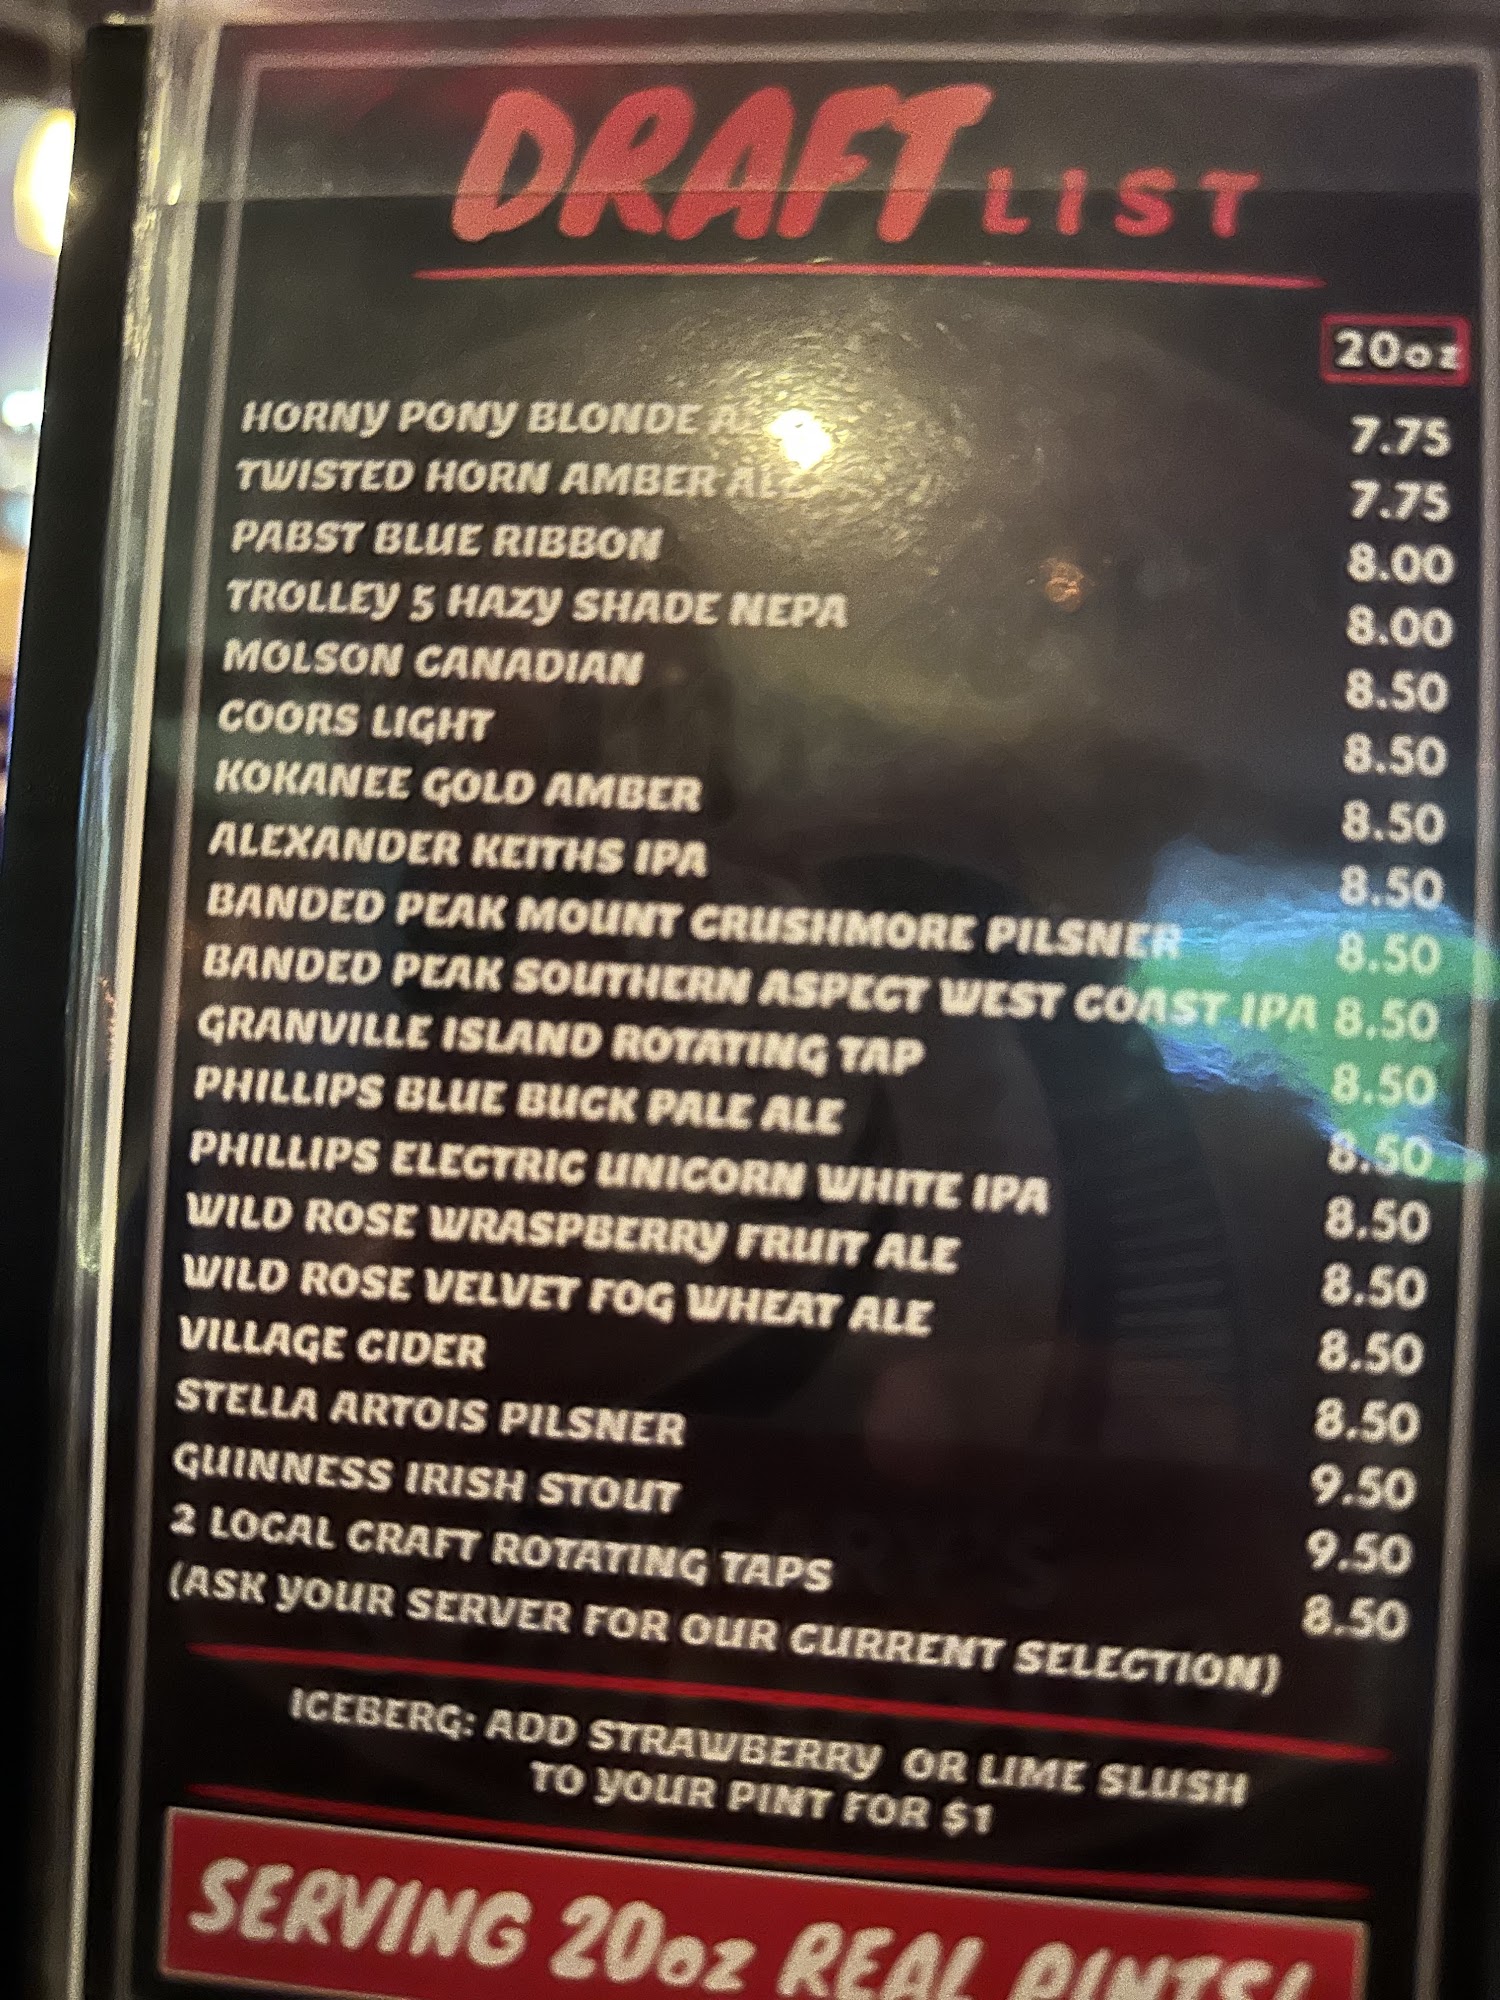 DRAFT LIST
20oz
HORNY PONY BLONDE 7.75
TWISTED HORN AMBER ALE 7.75
PABST BLUE RIBBON 8.00
TROLLEY 5 HAZY SHADE NEPA 8.00
MOLSON CANADIAN 8.50
COORS LIGHT 8.50
KOKANEE GOLD AMBER 8.50
ALEXANDER KEITHS IPA 8.50
BANDED PEAK MOUNT CRUSHMORE PILSNER 8.50
BANDED PEAK SOUTHERN ASPECT WEST COAST IPA 8.50
GRANVILLE ISLAND ROTATING TAP 8.50
PHILLIPS BLUE BUCK PALE ALE 8.50
PHILLIPS ELECTRIC UNICORN WHITE IPA 8.50
WILD ROSE WRASPBERRY FRUIT ALE 8.50
WILD ROSE VELVET FOG WHEAT ALE 8.50
VILLAGE CIDER 8.50
STELLA ARTOIS PILSNER 9.50
GUINNESS IRISH STOUT 9.50
2 LOCAL CRAFT ROTATING TAPS 8.50
(ASK YOUR SERVER FOR OUR CURRENT SELECTION)
ICEBERG: ADD STRAWBERRY OR LIME SLUSH
TO YOUR PINT FOR $1
SERVING 20oz REAL PINTS!